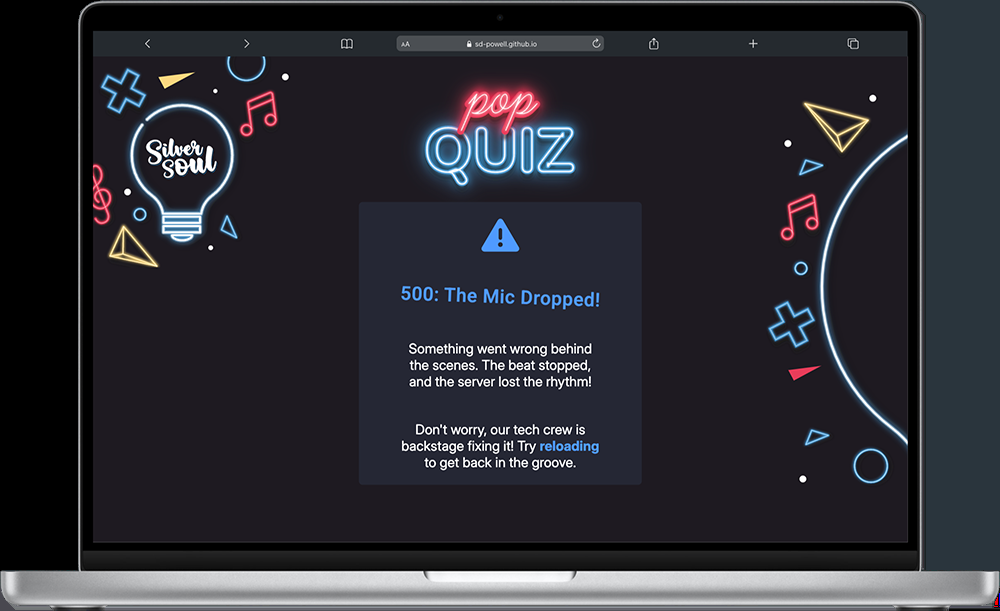 AA sd-powell.github.io
pop
QUIZ
Silver
Soul
500: The Mic Dropped!
Something went wrong behind
the scenes. The beat stopped,
and the server lost the rhythm!
Don't worry, our tech crew is
backstage fixing it! Try reloading
to get back in the groove.